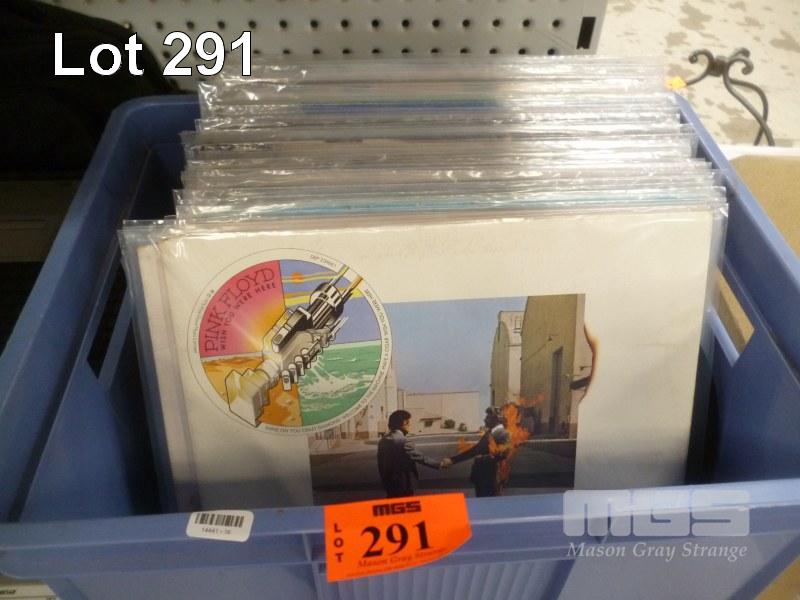 Lot 291
PINK FLOYD
WISH YOU WERE HERE
MGS
LOT
291
Mason Gray Strange
MGS
Mason Gray Strange